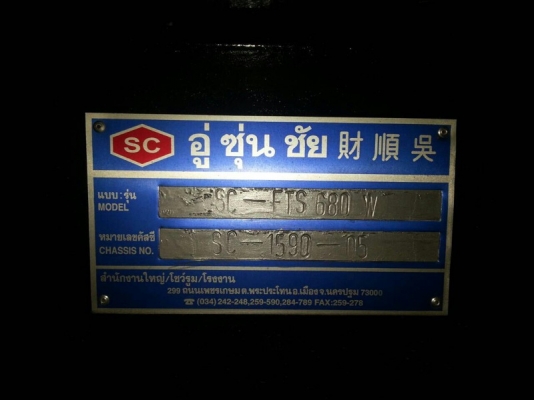 SC อู่ ซุ่น ชัย 財順吳
แบบ:รุ่น
MODEL
SC-FTS 680 W
หมายเลขคัสซี
CHASSIS NO.
SC-1590-05
สำนักงานใหญ่/โชว์รูม/โรงงาน
299 ถนนเพชรเกษม ต.พระประโทน อ.เมือง จ.นครปฐม 73000
☎ (034) 242-248,259-590,284-789 FAX:259-278